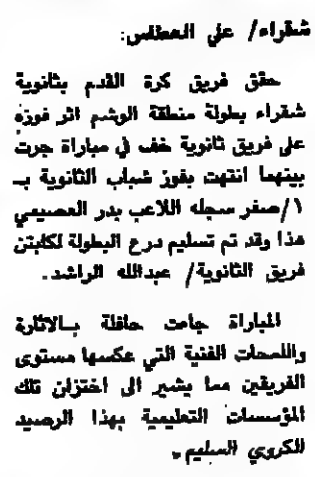 شقراء/ علي العطاس:
حقق فريق كرة القدم بثانوية
شقراء بطولة منطقة الوشم اثر فوزه
على فريق ثانوية خف في مباراة جرت
بينهما انتهت بفوز شباب الثانوية بـ
١/صفر سجله اللاعب بدر العصيمي
هذا وقد تم تسليم درع البطولة لكابتن
فريق الثانوية/ عبدالله الراشد.
المباراة جاءت حافلة بالاثارة
واللمحات الفنية التي عكسها مستوى
الفريقين مما يشير الى اختزان تلك
المؤسسات التعليمية بهذا الرصيد
الكروي السليم.